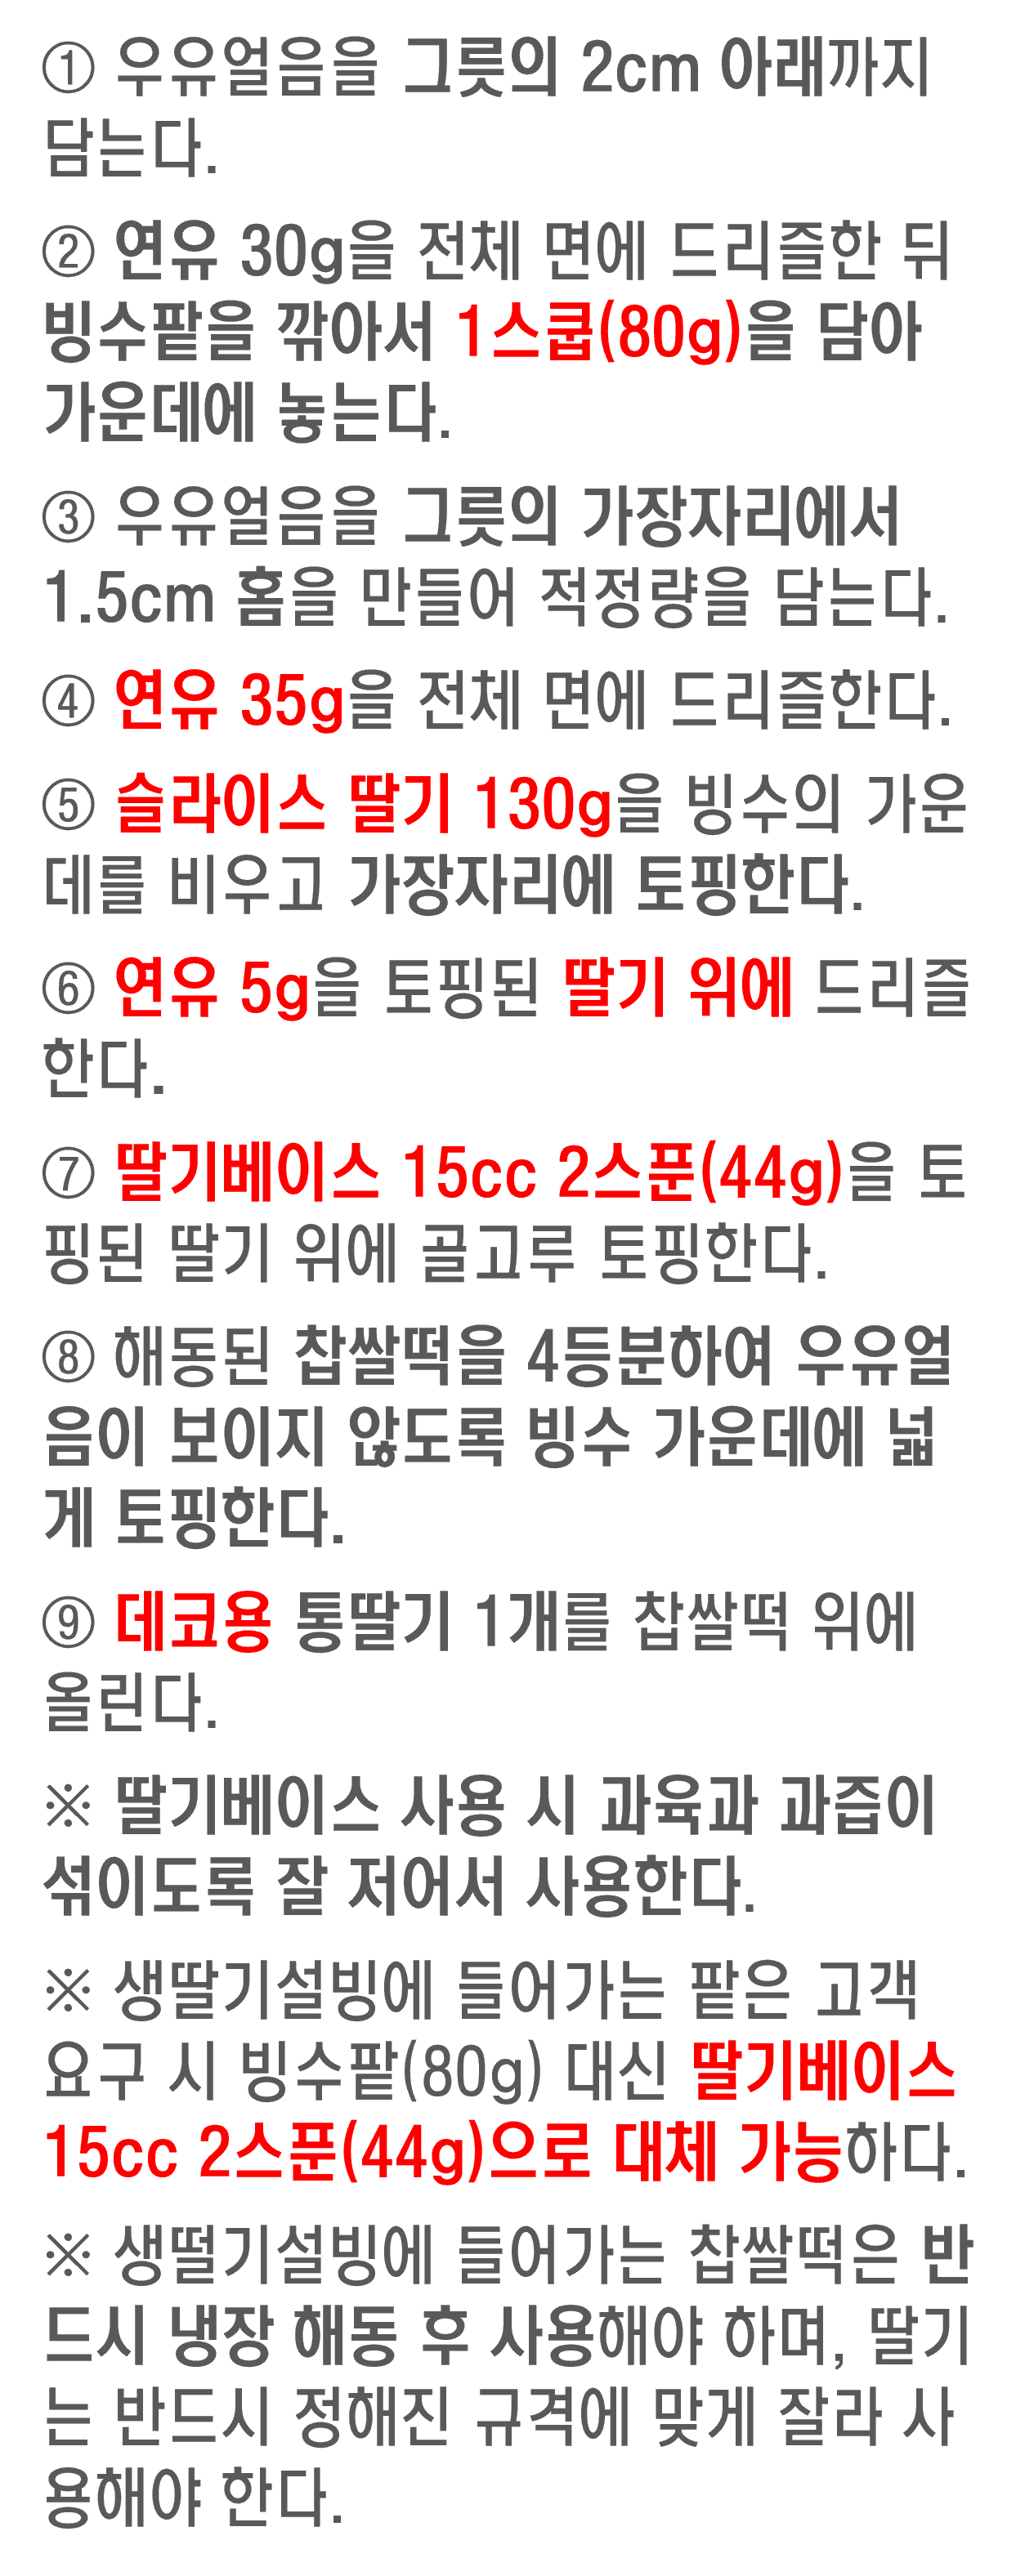 ① 우유얼음을 그릇의 2cm 아래까지
담는다.
② 연유 30g을 전체 면에 드리즐한 뒤
빙수팥을 깎아서 1스쿱(80g)을 담아
가운데에 놓는다.
③ 우유얼음을 그릇의 가장자리에서
1.5cm 홈을 만들어 적정량을 담는다.
④ 연유 35g을 전체 면에 드리즐한다.
⑤ 슬라이스 딸기 130g을 빙수의 가운
데를 비우고 가장자리에 토핑한다.
⑥ 연유 5g을 토핑된 딸기 위에 드리즐
한다.
⑦ 딸기베이스 15cc 2스푼(44g)을 토
핑된 딸기 위에 골고루 토핑한다.
⑧ 해동된 찹쌀떡을 4등분하여 우유얼
음이 보이지 않도록 빙수 가운데에 넓
게 토핑한다.
⑨ 데코용 통딸기 1개를 찹쌀떡 위에
올린다.
※ 딸기베이스 사용 시 과육과 과즙이
섞이도록 잘 저어서 사용한다.
※ 생딸기설빙에 들어가는 팥은 고객
요구 시 빙수팥(80g) 대신 딸기베이스
15cc 2스푼(44g)으로 대체 가능하다.
※ 생떨기설빙에 들어가는 찹쌀떡은 반
드시 냉장 해동 후 사용해야 하며, 딸기
는 반드시 정해진 규격에 맞게 잘라 사
용해야 한다.